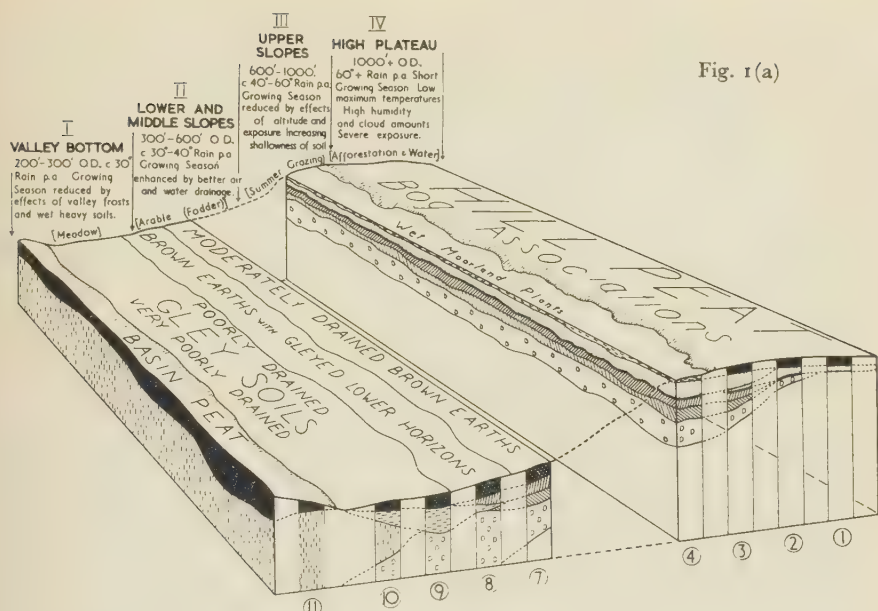 Fig. 1(a)
I
VALLEY BOTTOM
200'-300' O.D. c 30"
Rain p.a Growing
Season reduced by
effects of valley frosts
and wet heavy soils.
[Meadow]
II
LOWER AND
MIDDLE SLOPES
300'-600' O.D.
c 30"-40" Rain p.a
Growing Season
enhanced by better air
and water drainage.
[Arable (Fodder)]
III
UPPER
SLOPES
600'-1000'.
c 40"-60" Rain p.a.
Growing Season
reduced by effects
of altitude and
exposure Increasing
shallowness of soil
[Summer Grazing]
IV
HIGH PLATEAU
1000'+ O.D.
60"+ Rain p.a Short
Growing Season Low
maximum temperatures
High humidity
and cloud amounts
Severe exposure.
[Afforestation & Water]
HILL PEAT
Bog Associations
Wet Moorland Plants
MODERATELY DRAINED BROWN EARTHS
BROWN EARTHS with GLEYED LOWER HORIZONS
POORLY DRAINED
GLEY SOILS
VERY POORLY DRAINED
BASIN PEAT
11
10
9
8
7
4
3
2
1